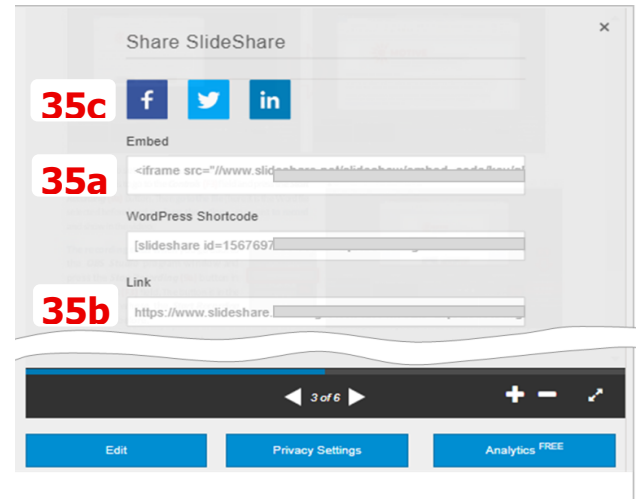 Share SlideShare
×
35c
f in
Embed
35a
<iframe src="//www.slideshare.net/slideshow/embed_code/key/
WordPress Shortcode
[slideshare id=1567697
Link
35b
https://www.slideshare.
3 of 6
Edit Privacy Settings Analytics FREE